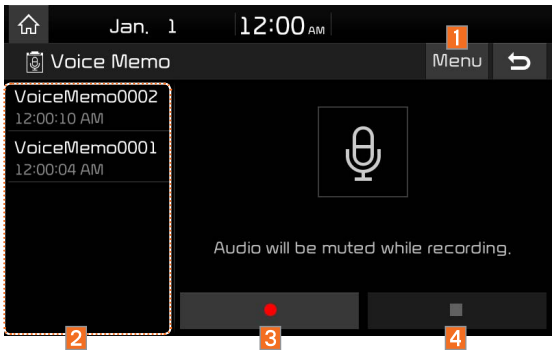 Jan. 1 12:00 AM
1
Voice Memo Menu
VoiceMemo0002
12:00:10 AM
VoiceMemo0001
12:00:04 AM
Audio will be muted while recording.
2 3 4